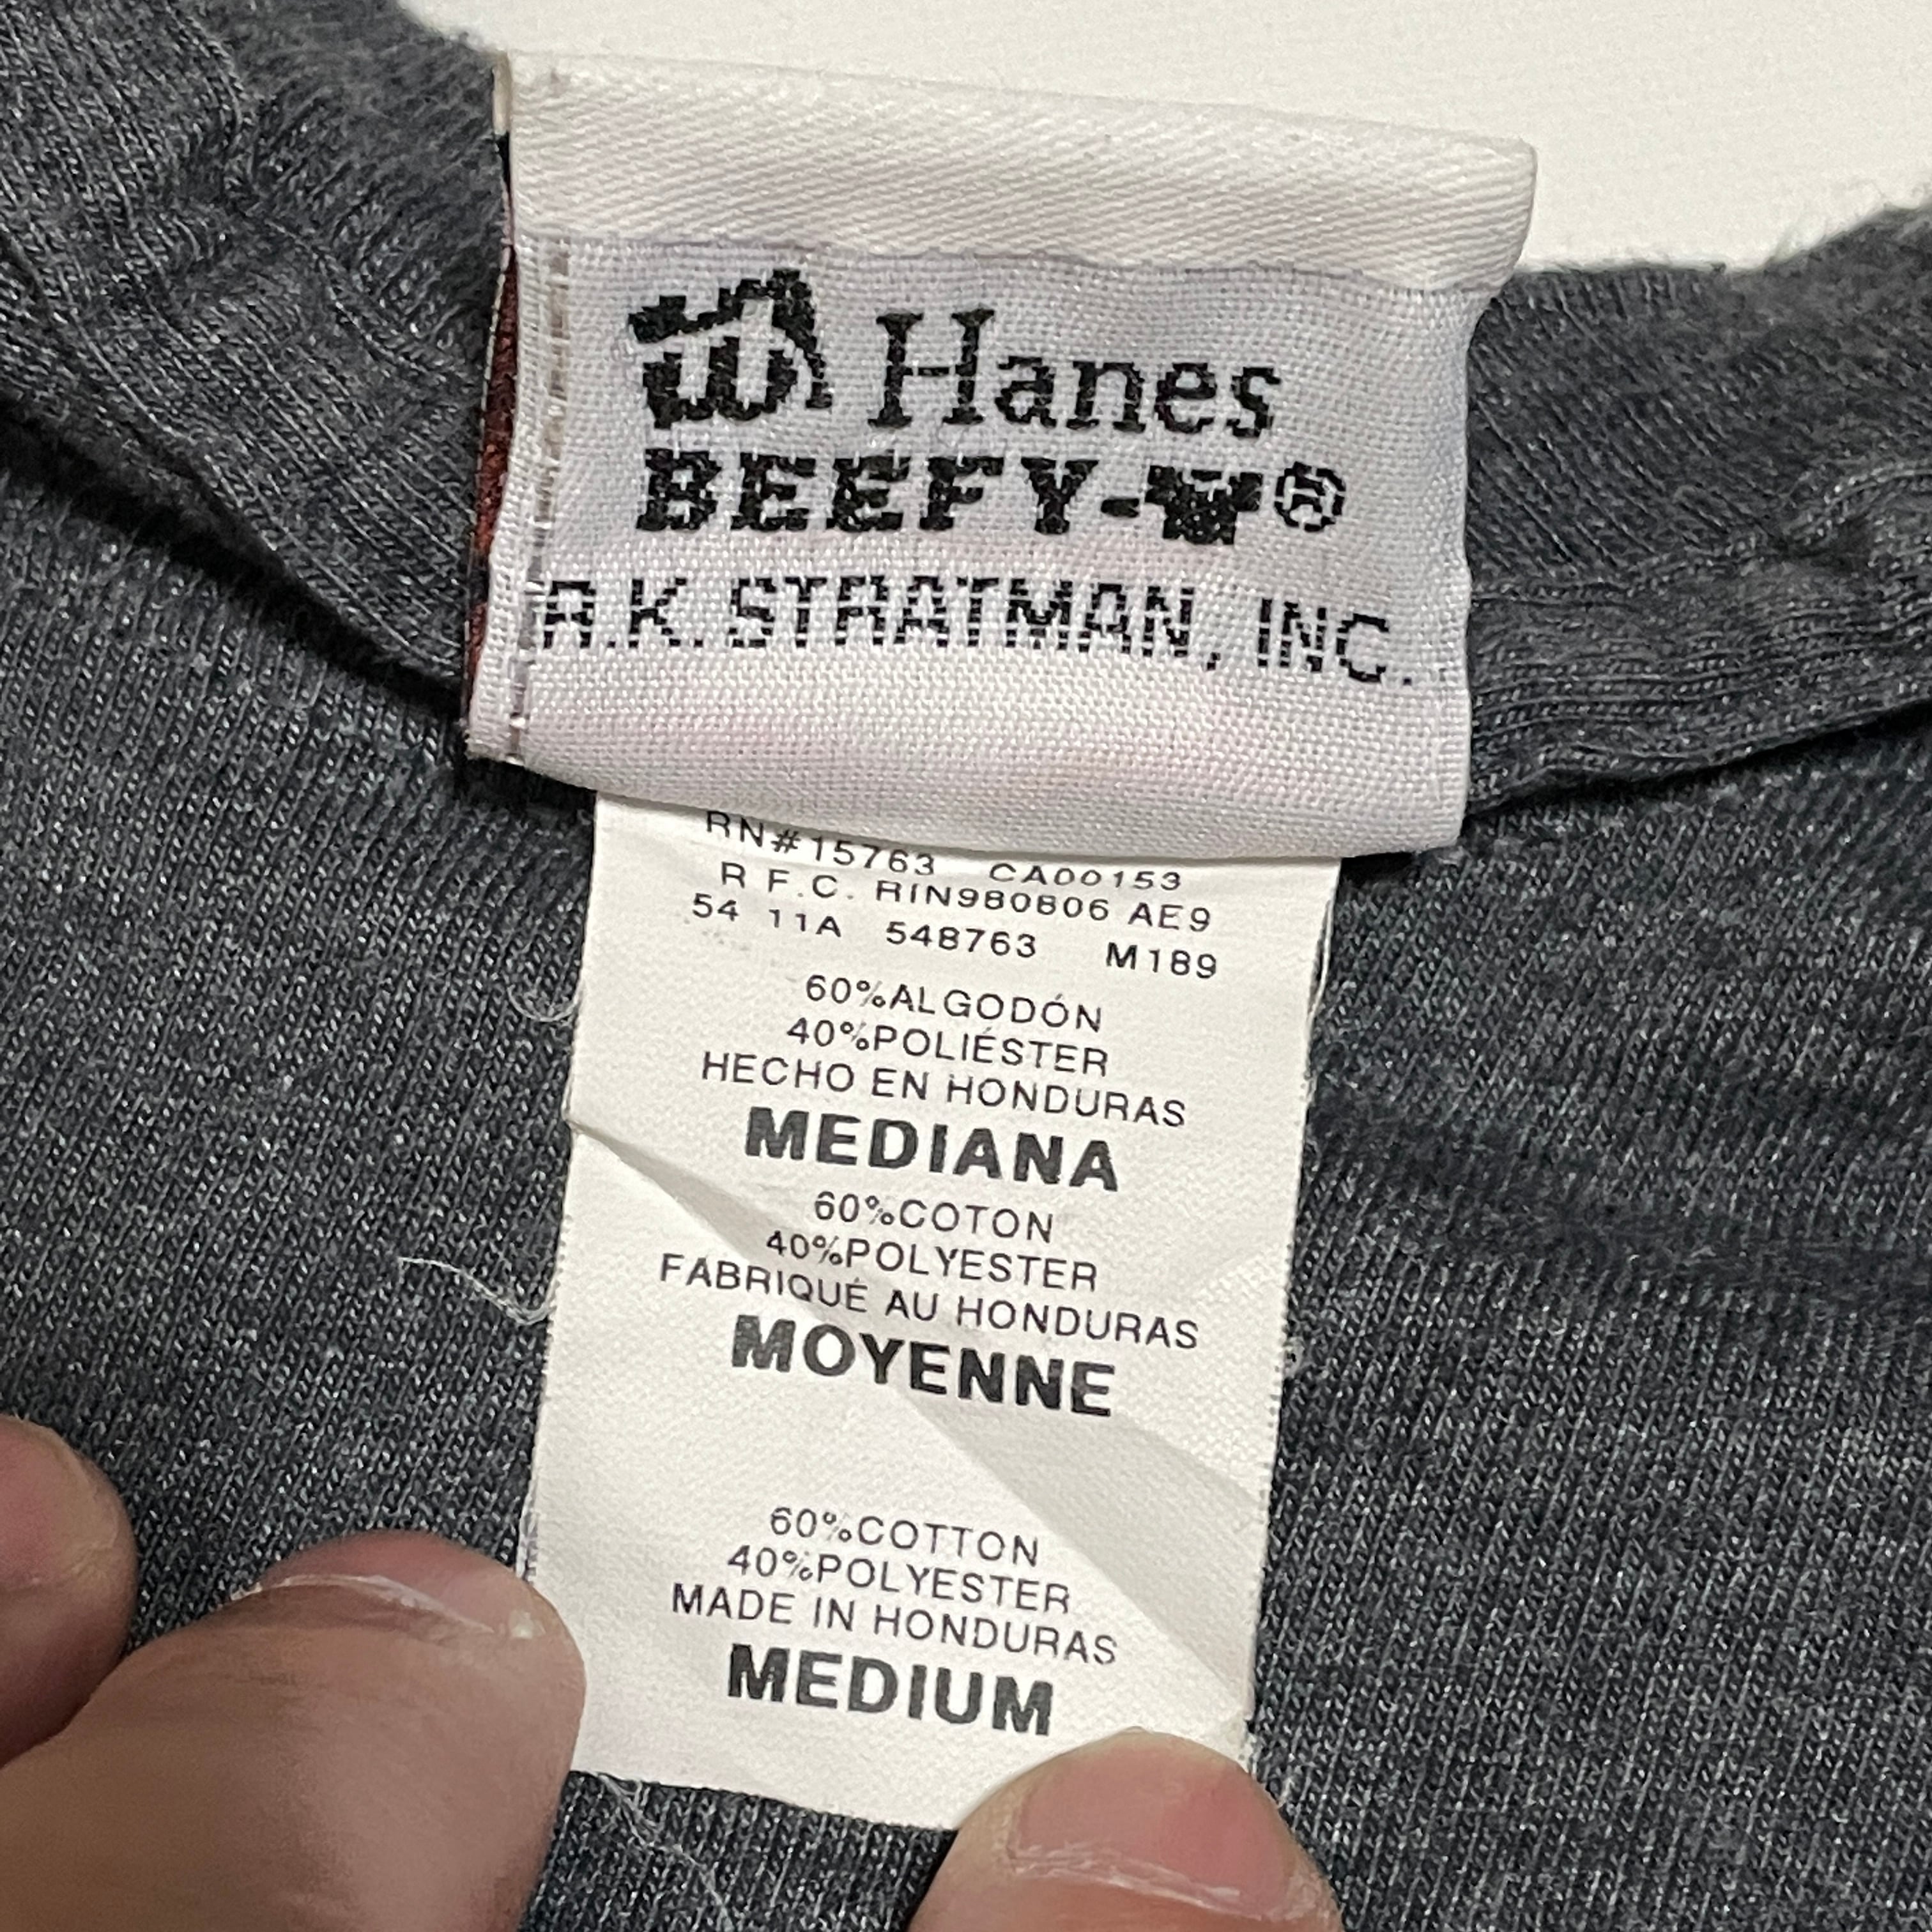 Hanes
BEEFY-T®
R.K. STRATMAN, INC.
RN#15763 CA00153
R F.C. RIN980806 AE9
54 11A 548763 M189
60%ALGODÓN
40%POLIÉSTER
HECHO EN HONDURAS
MEDIANA
60%COTON
40%POLYESTER
FABRIQUÉ AU HONDURAS
MOYENNE
60%COTTON
40%POLYESTER
MADE IN HONDURAS
MEDIUM